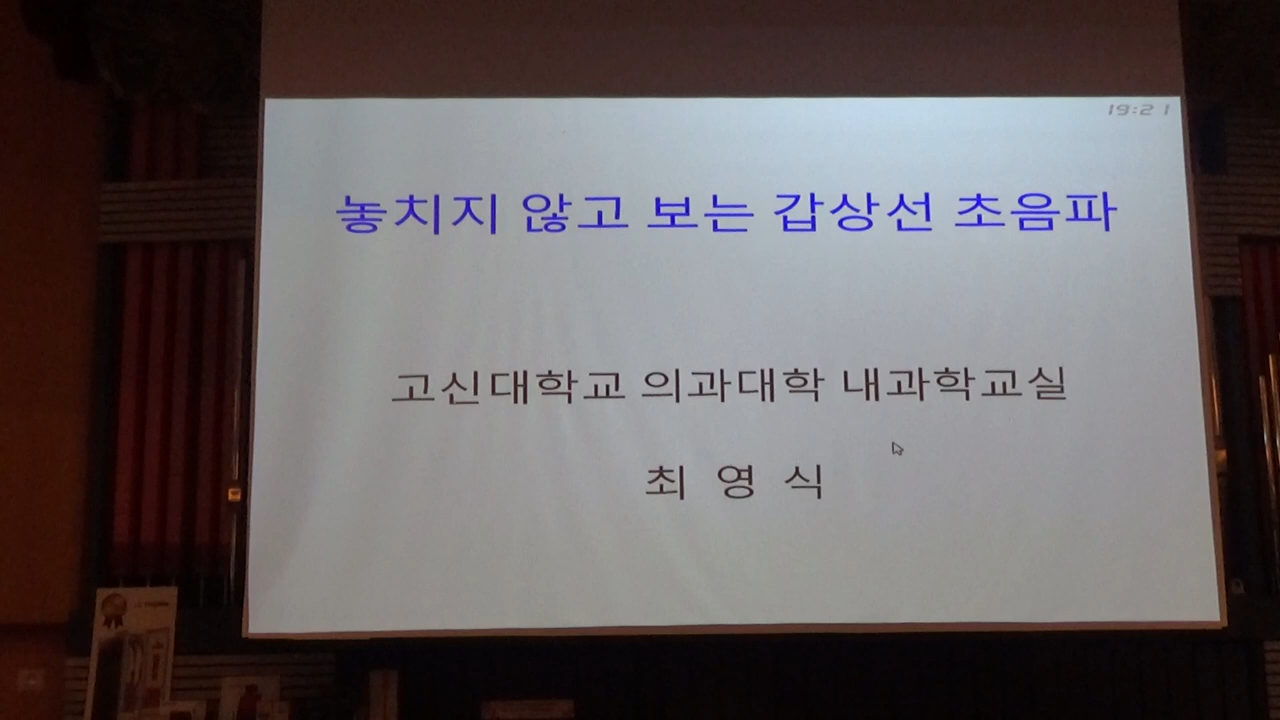 19:21
놓치지 않고 보는 갑상선 초음파
고신대학교 의과대학 내과학교실
최 영 식